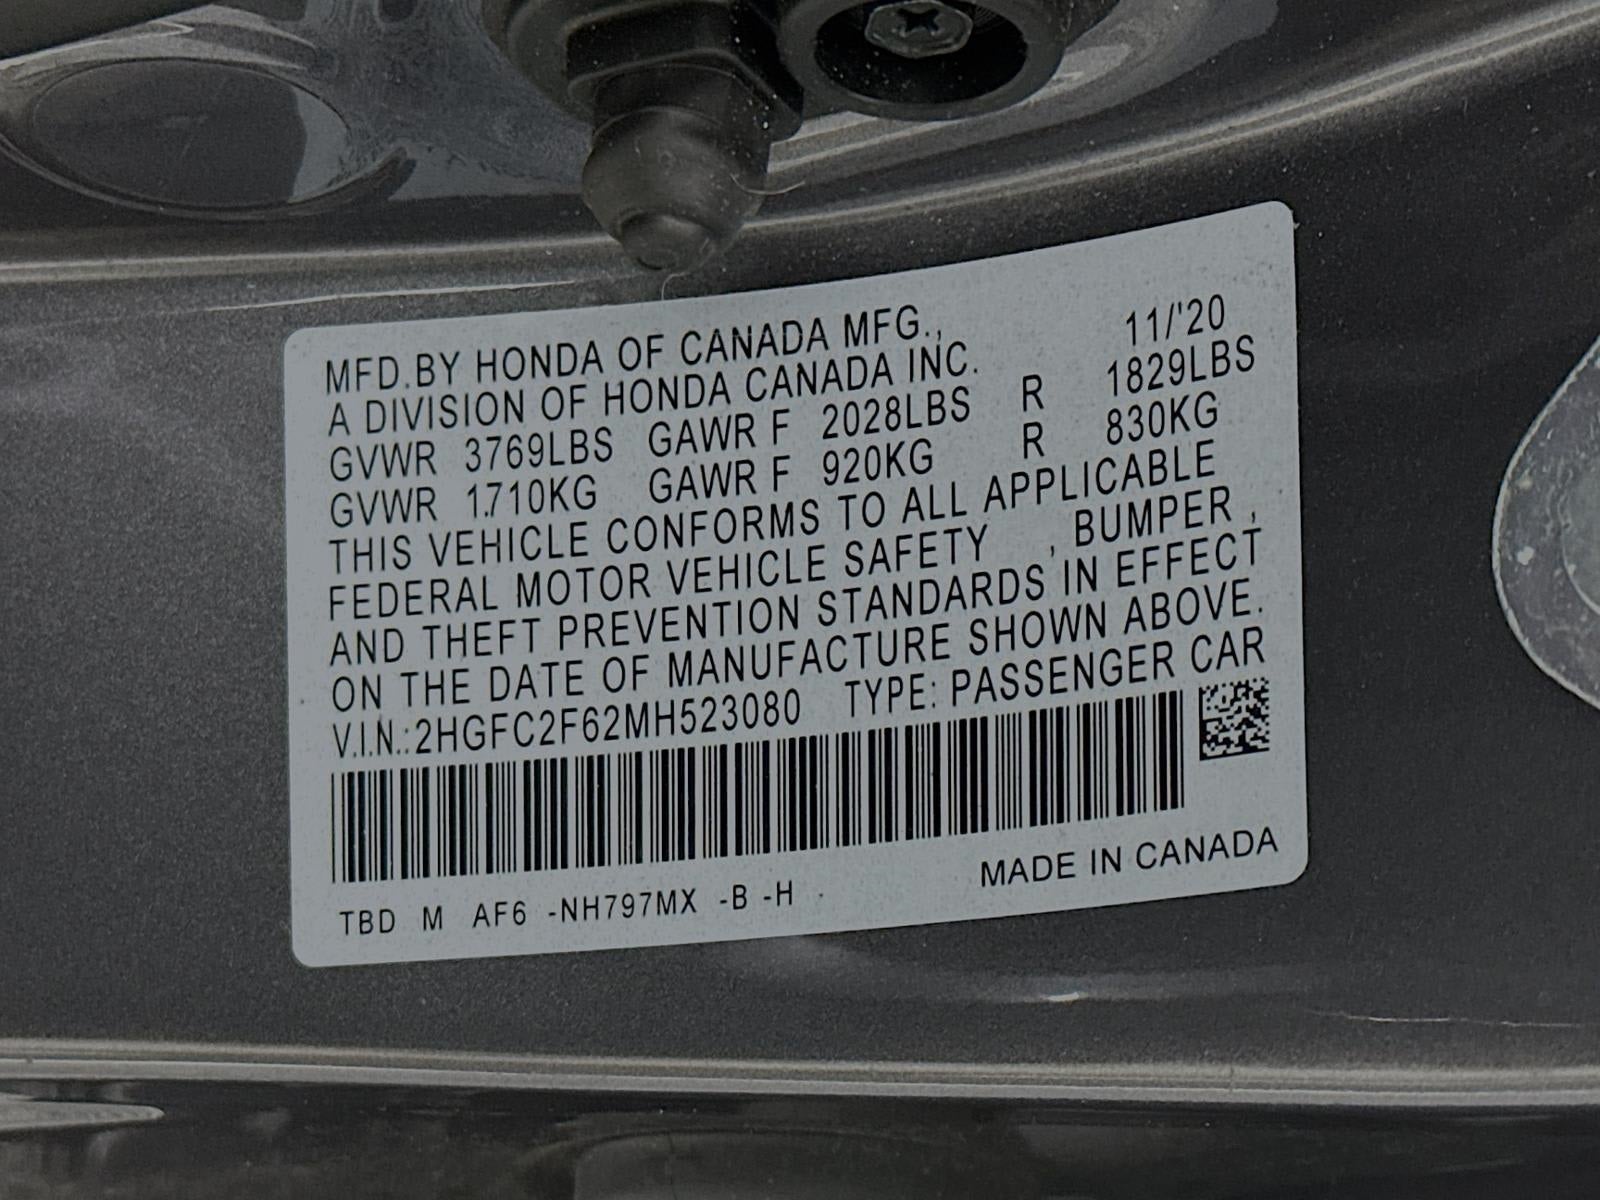 MFD.BY HONDA OF CANADA MFG., 11/'20
A DIVISION OF HONDA CANADA INC.
GVWR 3769LBS GAWR F 2028LBS R 1829LBS
GVWR 1710KG GAWR F 920KG R 830KG
THIS VEHICLE CONFORMS TO ALL APPLICABLE
FEDERAL MOTOR VEHICLE SAFETY , BUMPER ,
AND THEFT PREVENTION STANDARDS IN EFFECT
ON THE DATE OF MANUFACTURE SHOWN ABOVE.
V.I.N.: 2HGFC2F62MH523080 TYPE: PASSENGER CAR
MADE IN CANADA
TBD M AF6 -NH797MX -B -H